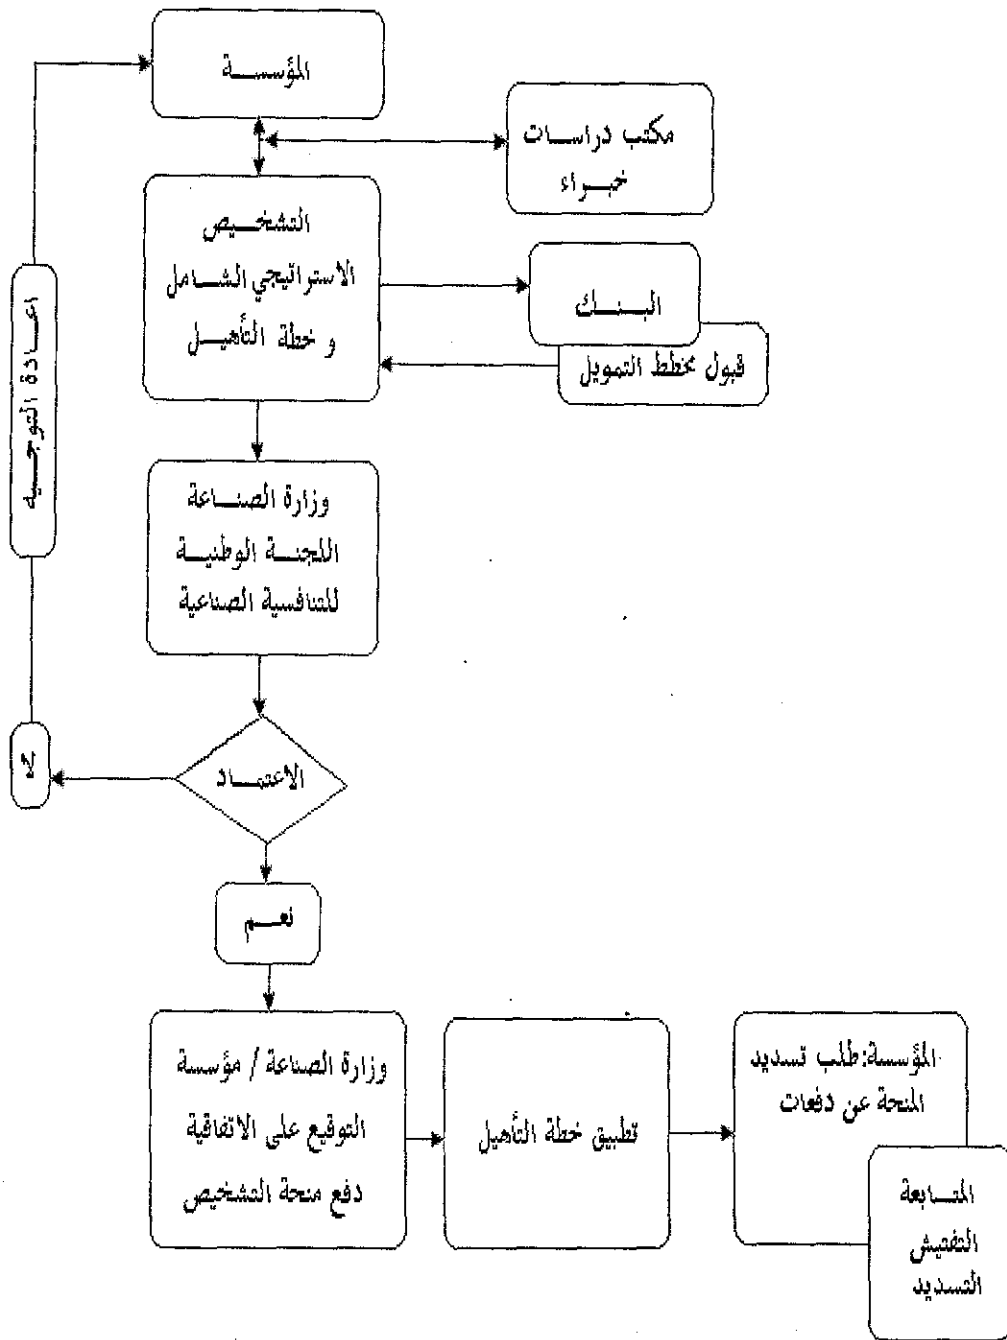 المؤسسة
مكتب دراسات
خبراء
التشخيص
الاستراتيجي الشامل
و خطة التأهيل
البنك
قبول مخطط التمويل
اعادة التوجيه
وزارة الصناعة
اللجنة الوطنية
للتنافسية الصناعية
الاعتماد
لا
نعم
وزارة الصناعة / مؤسسة
التوقيع على الاتفاقية
دفع منحة التشخيص
تطبيق خطة التأهيل
المؤسسة: طلب تسديد
المنحة عن دفعات
المتابعة
التفتيش
التسديد